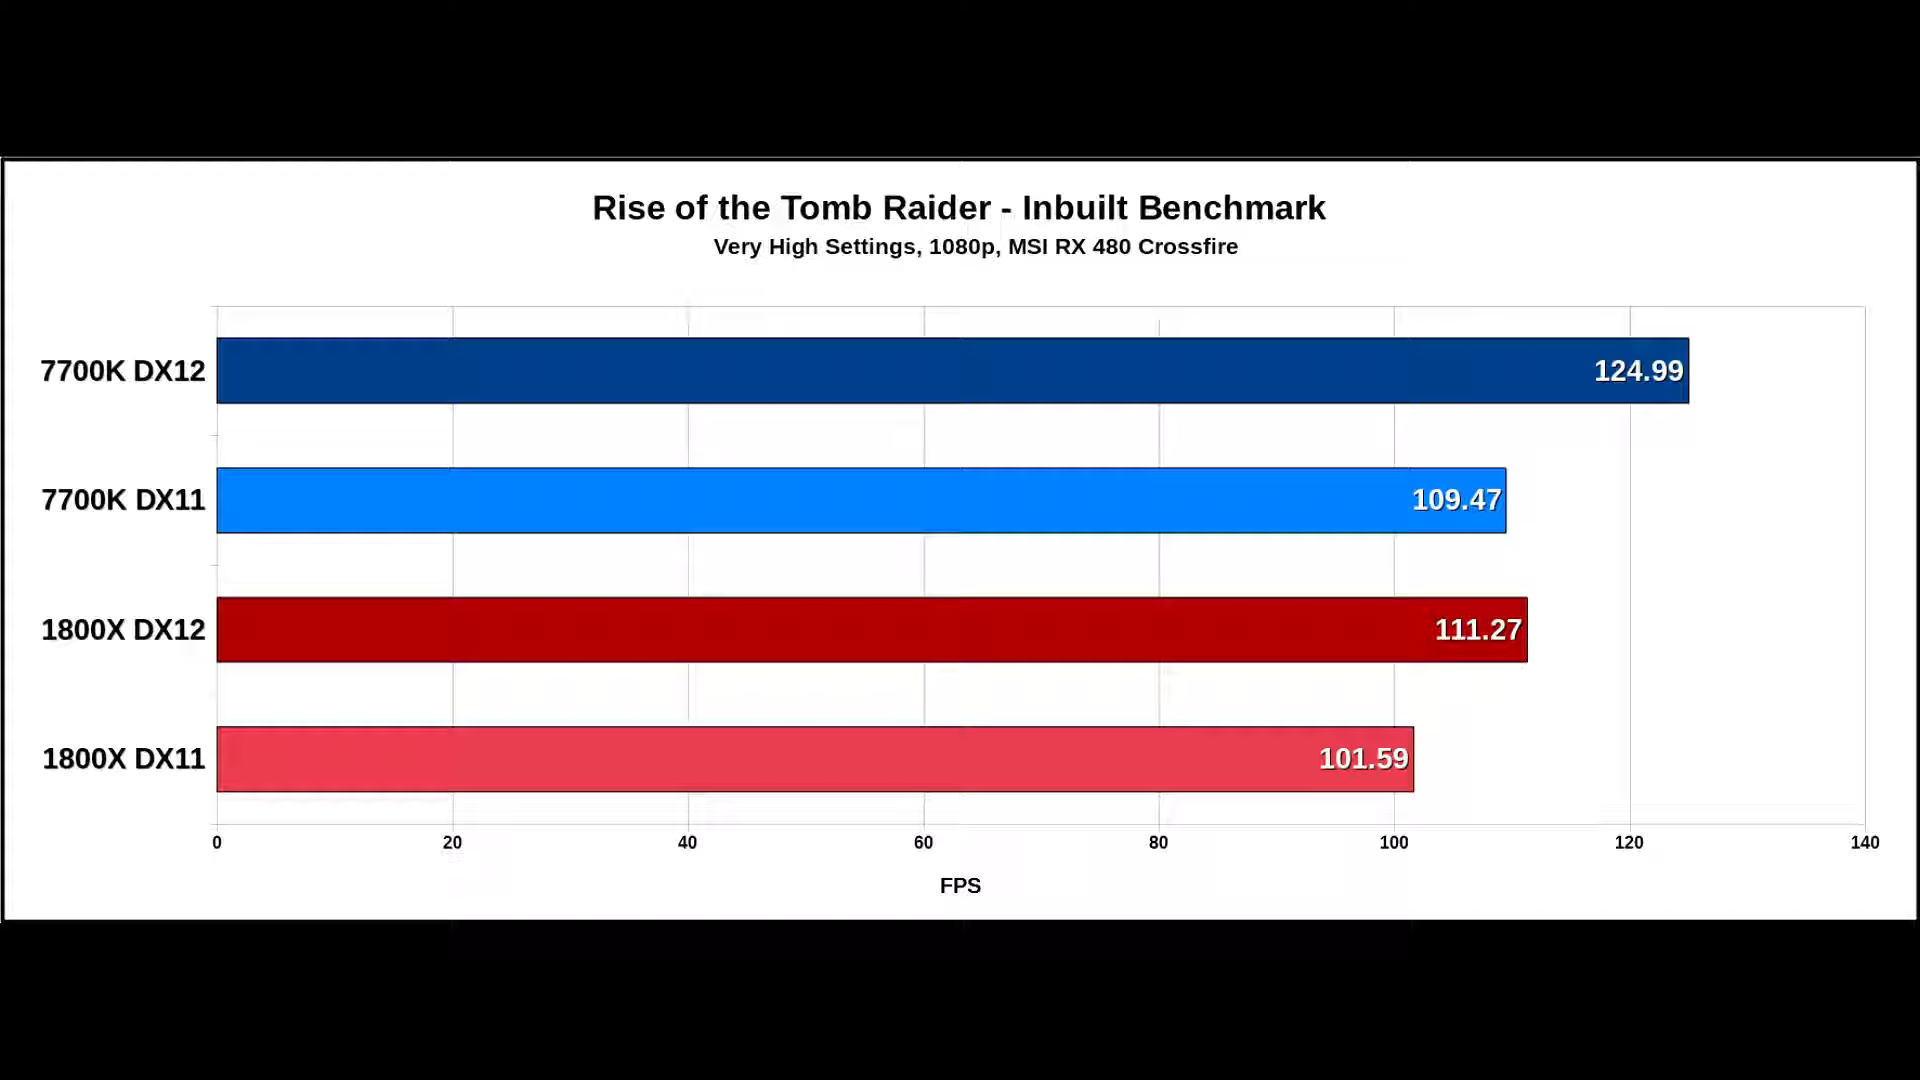 Rise of the Tomb Raider - Inbuilt Benchmark
Very High Settings, 1080p, MSI RX 480 Crossfire
7700K DX12
124.99
7700K DX11
109.47
1800X DX12
111.27
1800X DX11
101.59
0 20 40 60 80 100 120 140
FPS